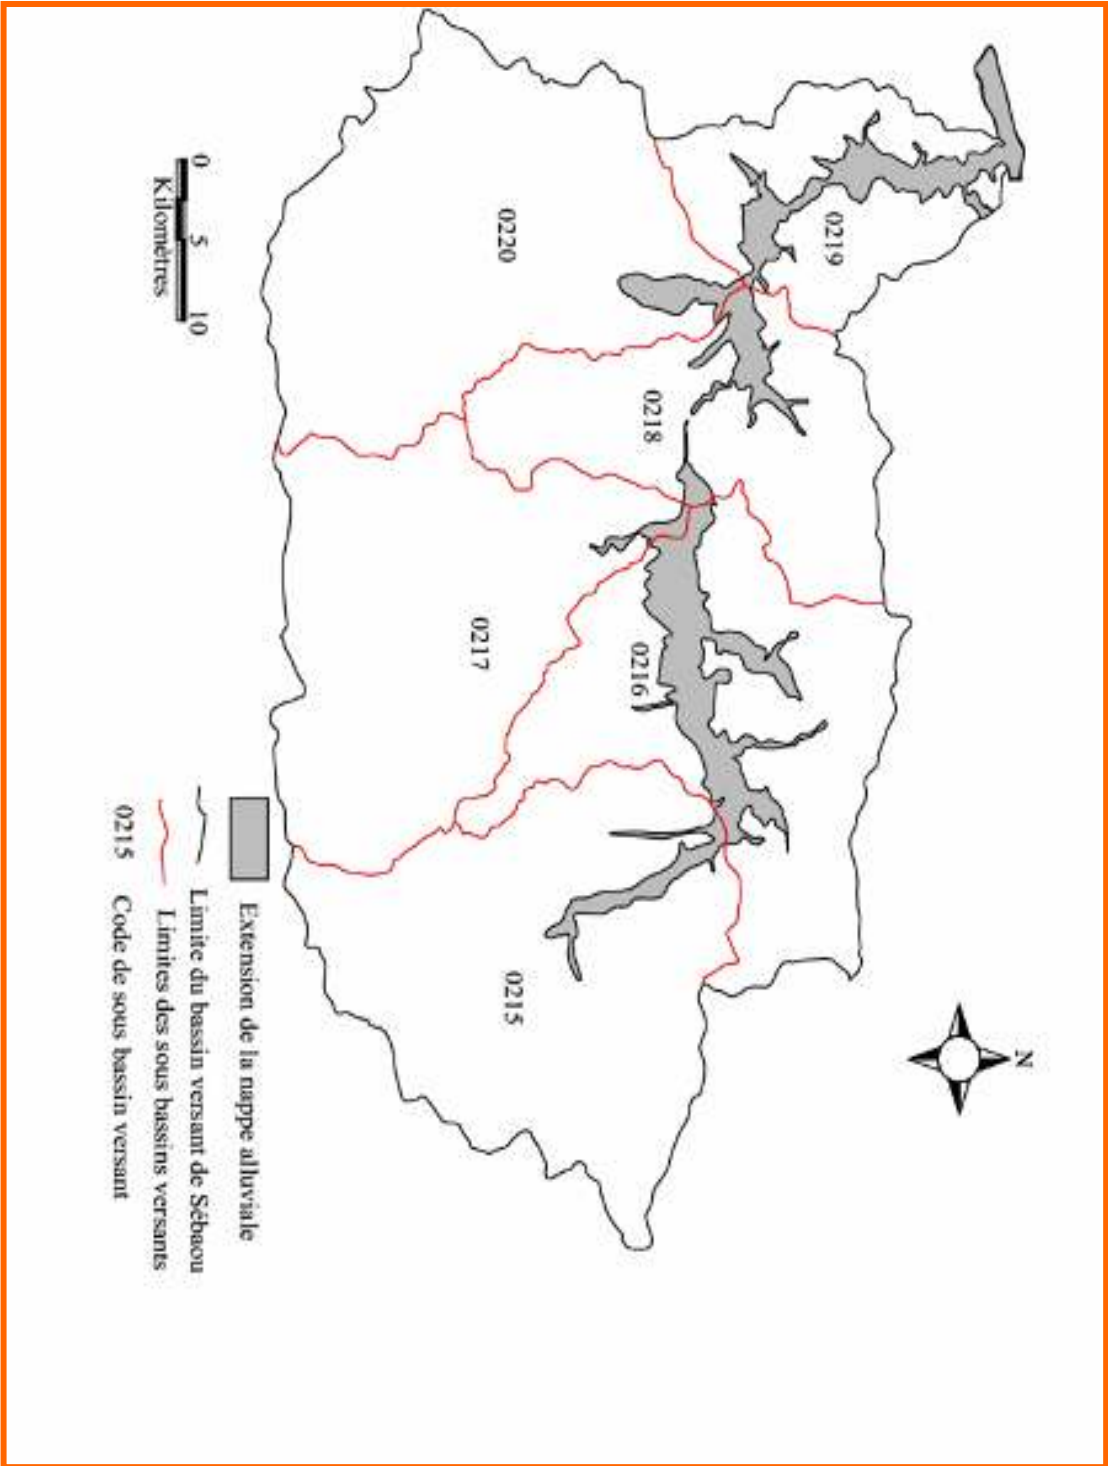 N
0219
0220
0218
0216
0217
0215
0 5 10
Kilomètres
Extension de la nappe alluviale
Limite du bassin versant de Sébaou
Limites des sous bassins versants
0215 Code de sous bassin versant